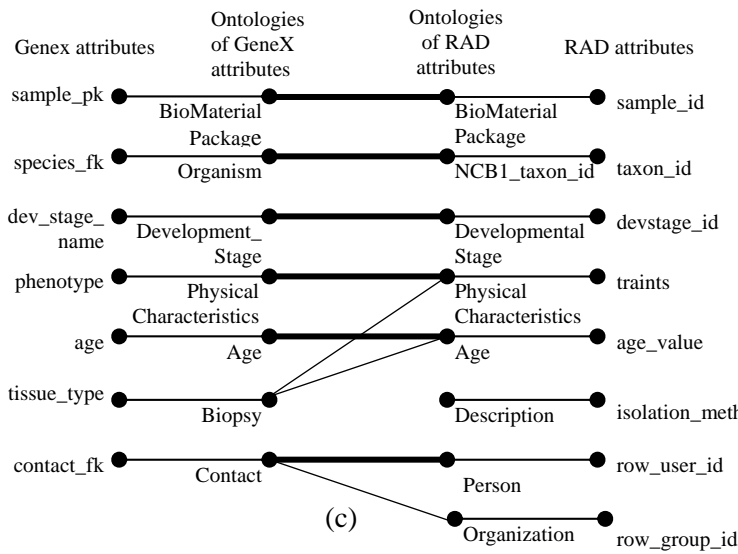 Genex attributes
Ontologies
of GeneX
attributes
Ontologies
of RAD
attributes
RAD attributes
sample_pk
BioMaterial
Package
BioMaterial
Package
sample_id
species_fk
Organism
NCB1_taxon_id
taxon_id
dev_stage_
name
Development_
Stage
Developmental
Stage
devstage_id
phenotype
Physical
Characteristics
Physical
Characteristics
traints
age
Age
Age
age_value
tissue_type
Biopsy
Description
isolation_meth
contact_fk
Contact
Person
row_user_id
(c)
Organization
row_group_id